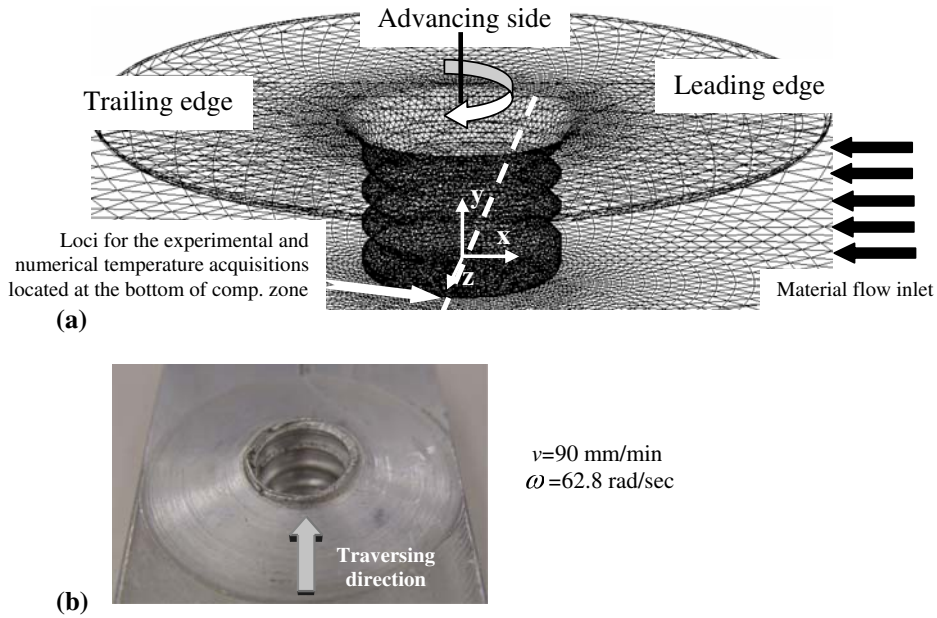 Advancing side
Trailing edge
Leading edge
y
x
z
Loci for the experimental and
numerical temperature acquisitions
located at the bottom of comp. zone
Material flow inlet
(a)
v=90 mm/min
ω=62.8 rad/sec
Traversing
direction
(b)